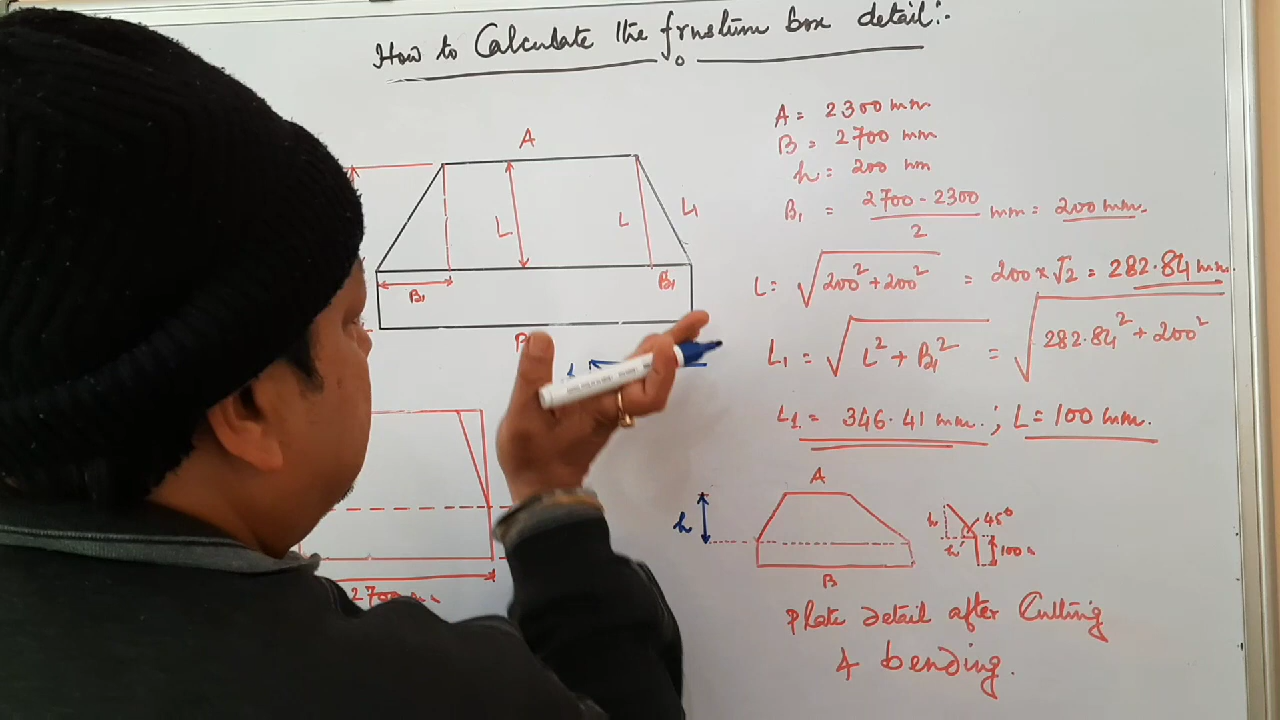 How to Calculate the frustum box detail:-
A
L
L
L1
B1
B1
B
2700
A = 2300 mm
B = 2700 mm
h = 200 mm
B1 = 2700 - 2300 / 2 mm = 200 mm.
L = √200² + 200² = 200 × √2 = 282.84 mm.
L1 = √L² + B1² = √282.84² + 200²
L1 = 346.41 mm. ; L = 100 mm.
A
h
B
h
45°
h'
100
Plate Detail after Cutting
& bending.